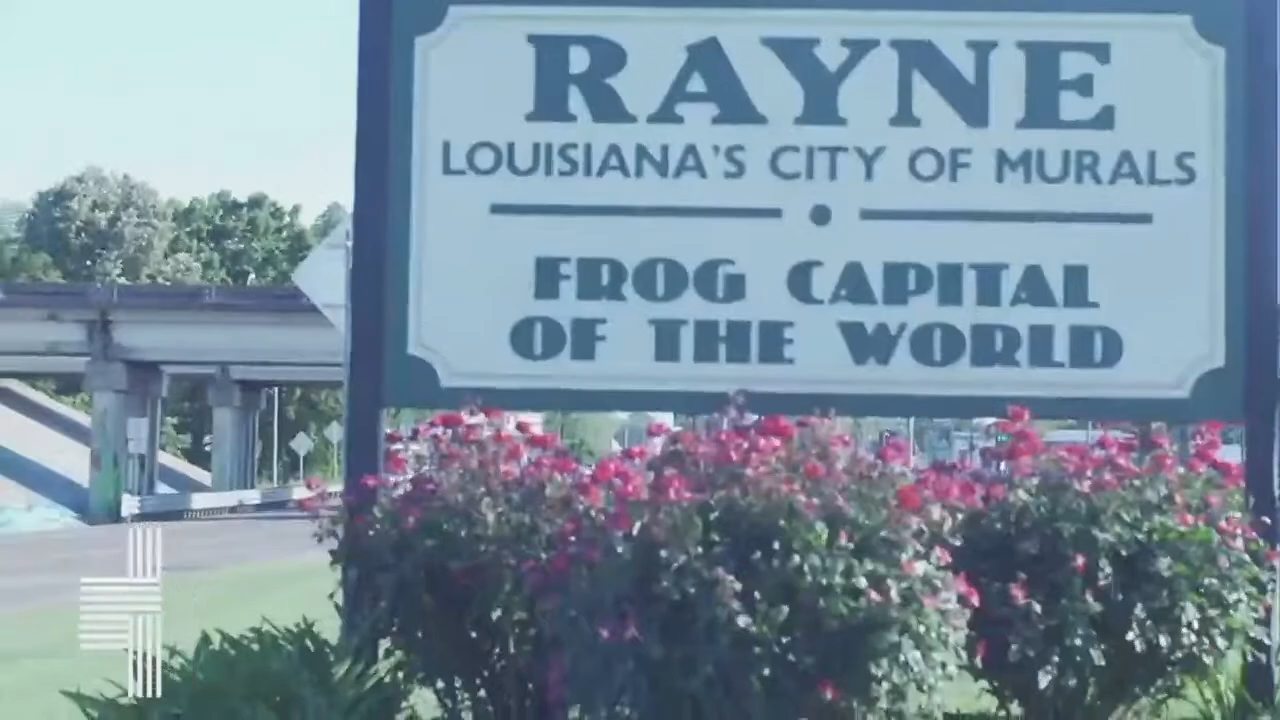 RAYNE
LOUISIANA'S CITY OF MURALS
FROG CAPITAL
OF THE WORLD